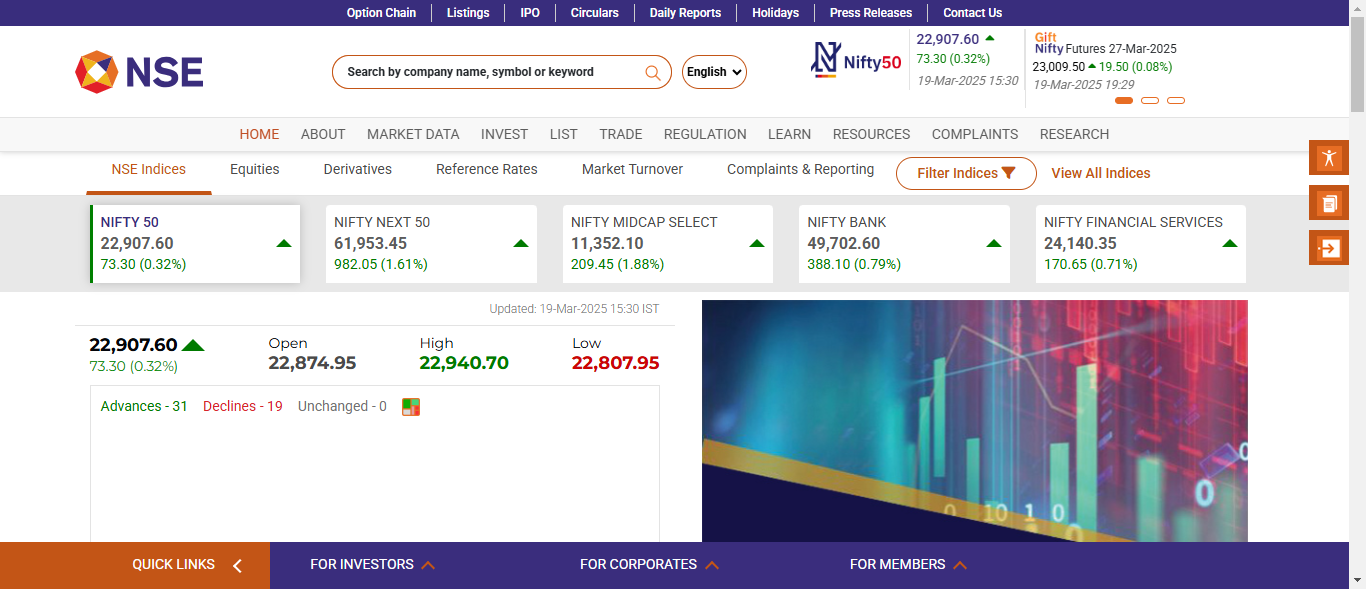 Option Chain Listings IPO Circulars Daily Reports Holidays Press Releases Contact Us
NSE
Search by company name, symbol or keyword
English
Nifty50
22,907.60
73.30 (0.32%)
19-Mar-2025 15:30
Gift
Nifty Futures 27-Mar-2025
23,009.50 19.50 (0.08%)
19-Mar-2025 19:29
HOME ABOUT MARKET DATA INVEST LIST TRADE REGULATION LEARN RESOURCES COMPLAINTS RESEARCH
NSE Indices Equities Derivatives Reference Rates Market Turnover Complaints & Reporting Filter Indices View All Indices
NIFTY 50
22,907.60
73.30 (0.32%)
NIFTY NEXT 50
61,953.45
982.05 (1.61%)
NIFTY MIDCAP SELECT
11,352.10
209.45 (1.88%)
NIFTY BANK
49,702.60
388.10 (0.79%)
NIFTY FINANCIAL SERVICES
24,140.35
170.65 (0.71%)
Updated: 19-Mar-2025 15:30 IST
22,907.60
73.30 (0.32%)
Open
22,874.95
High
22,940.70
Low
22,807.95
Advances - 31 Declines - 19 Unchanged - 0
0 10 1 0
0
0
QUICK LINKS FOR INVESTORS FOR CORPORATES FOR MEMBERS